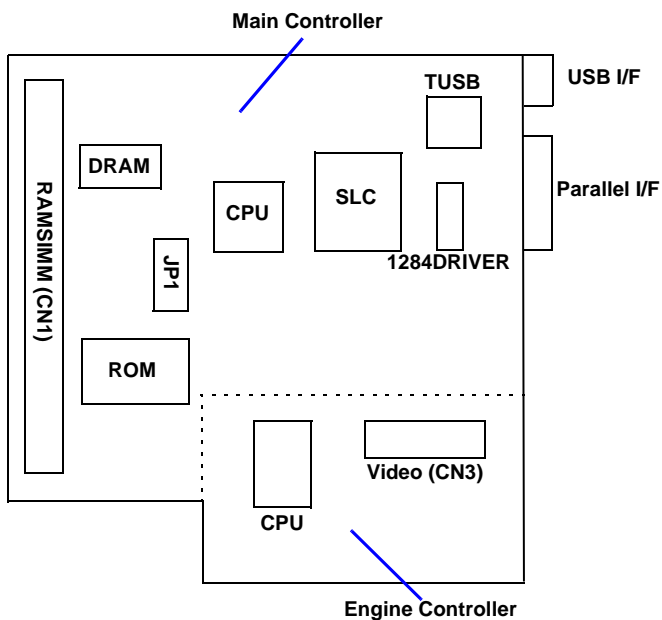 Main Controller
USB I/F
TUSB
DRAM
CPU
SLC
Parallel I/F
RAMSIMM (CN1)
JP1
1284DRIVER
ROM
Video (CN3)
CPU
Engine Controller